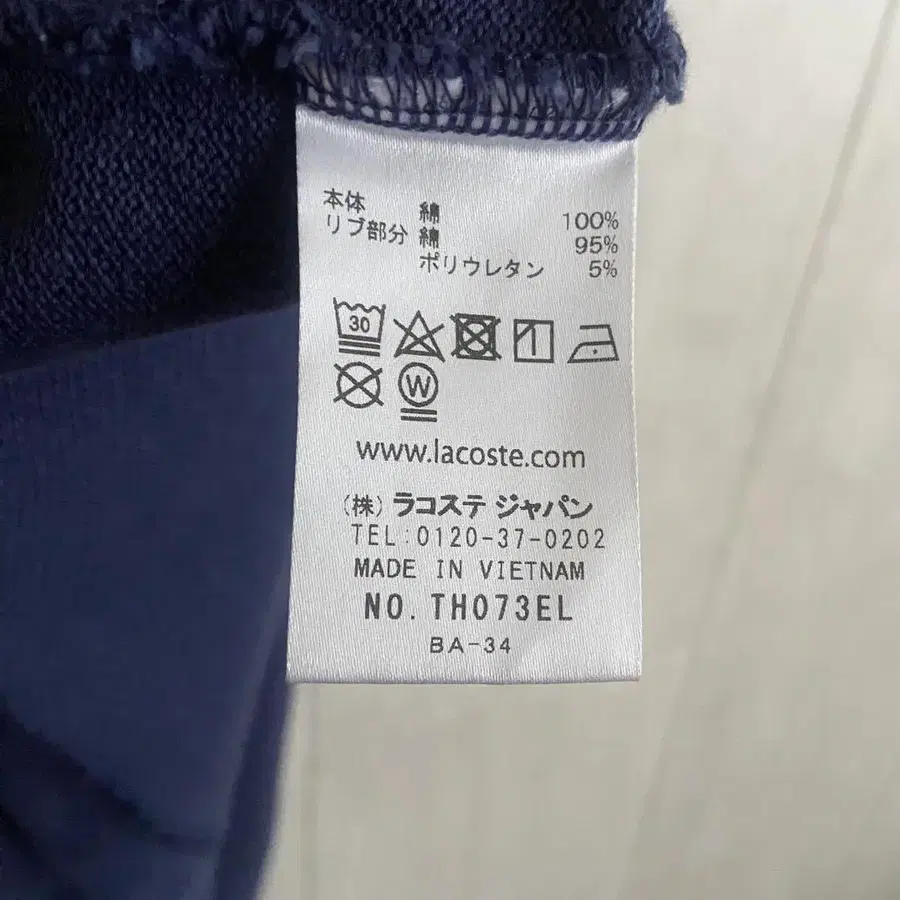 本体 綿 100%
リブ部分 綿 95%
ポリウレタン 5%
30
W
www.lacoste.com
(株) ラコステ ジャパン
TEL:0120-37-0202
MADE IN VIETNAM
NO. TH073EL
BA-34